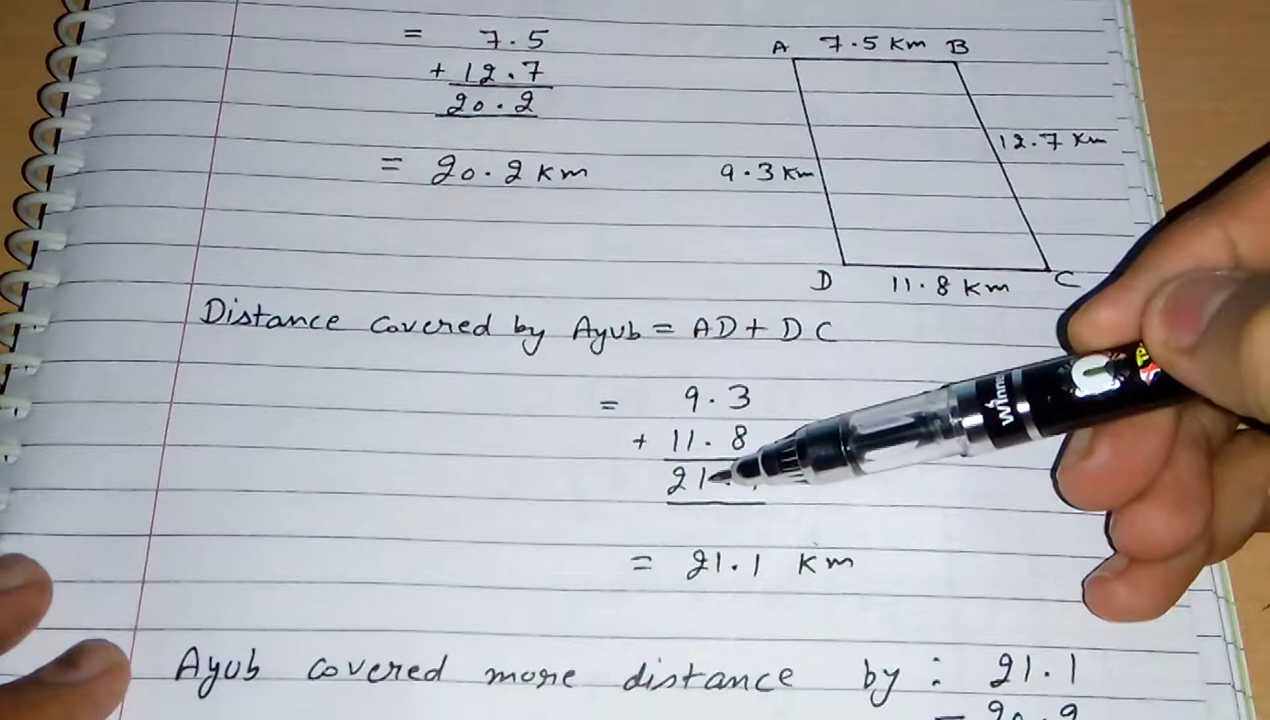 = 7.5
+ 12.7
20.2
= 20.2 Km
A 7.5 Km B
12.7 Km
9.3 Km
D 11.8 Km C
Distance covered by Ayub = AD + DC
= 9.3
+ 11.8
21
= 21.1 Km
Ayub covered more distance by : 21.1
Winne